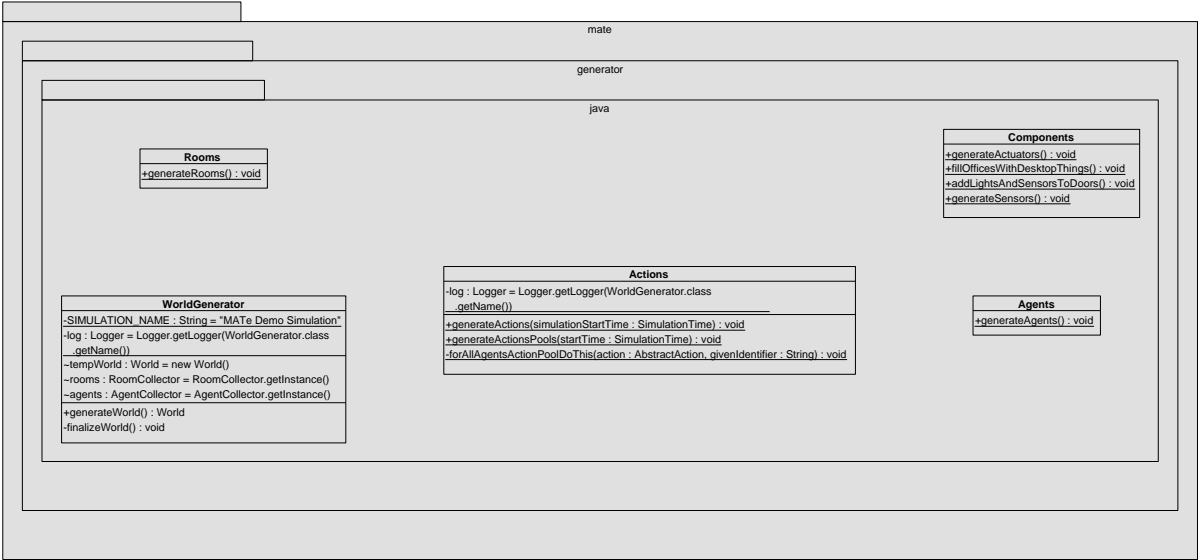 mate
generator
java
Rooms
+generateRooms() : void
Components
+generateActuators() : void
+fillOfficesWithDesktopThings() : void
+addLightsAndSensorsToDoors() : void
+generateSensors() : void
WorldGenerator
-SIMULATION_NAME : String = "MATe Demo Simulation"
-log : Logger = Logger.getLogger(WorldGenerator.class
.getName())
~tempWorld : World = new World()
~rooms : RoomCollector = RoomCollector.getInstance()
~agents : AgentCollector = AgentCollector.getInstance()
+generateWorld() : World
-finalizeWorld() : void
Actions
-log : Logger = Logger.getLogger(WorldGenerator.class
.getName())
+generateActions(simulationStartTime : SimulationTime) : void
+generateActionsPools(startTime : SimulationTime) : void
-forAllAgentsActionPoolDoThis(action : AbstractAction, givenIdentifier : String) : void
Agents
+generateAgents() : void